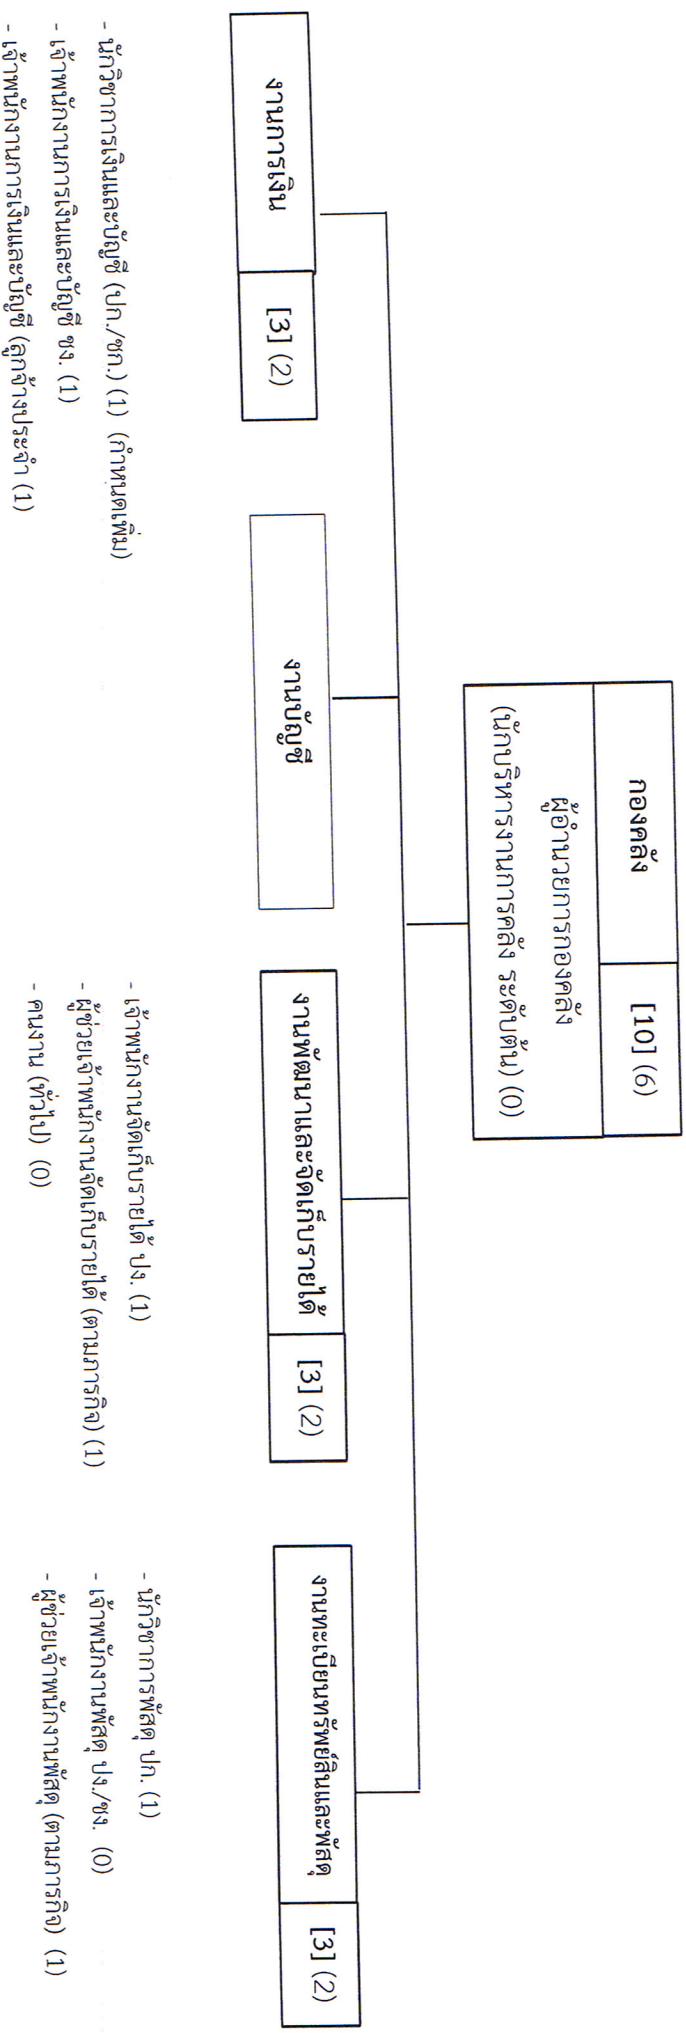 กองคลัง [10] (6)
ผู้อำนวยการกองคลัง
(นักบริหารงานการคลัง ระดับต้น) (0)
งานการเงิน [3] (2)
- นักวิชาการเงินและบัญชี (ปก./ชก.) (1) (กำหนดเพิ่ม)
- เจ้าพนักงานการเงินและบัญชี ชง. (1)
- เจ้าพนักงานการเงินและบัญชี (ลูกจ้างประจำ (1)
งานบัญชี
งานพัฒนาและจัดเก็บรายได้ [3] (2)
- เจ้าพนักงานจัดเก็บรายได้ ปง. (1)
- ผู้ช่วยเจ้าพนักงานจัดเก็บรายได้ (ตามภารกิจ) (1)
- คนงาน (ทั่วไป) (0)
งานทะเบียนทรัพย์สินและพัสดุ [3] (2)
- นักวิชาการพัสดุ ปก. (1)
- เจ้าพนักงานพัสดุ ปง./ชง. (0)
- ผู้ช่วยเจ้าพนักงานพัสดุ (ตามภารกิจ) (1)